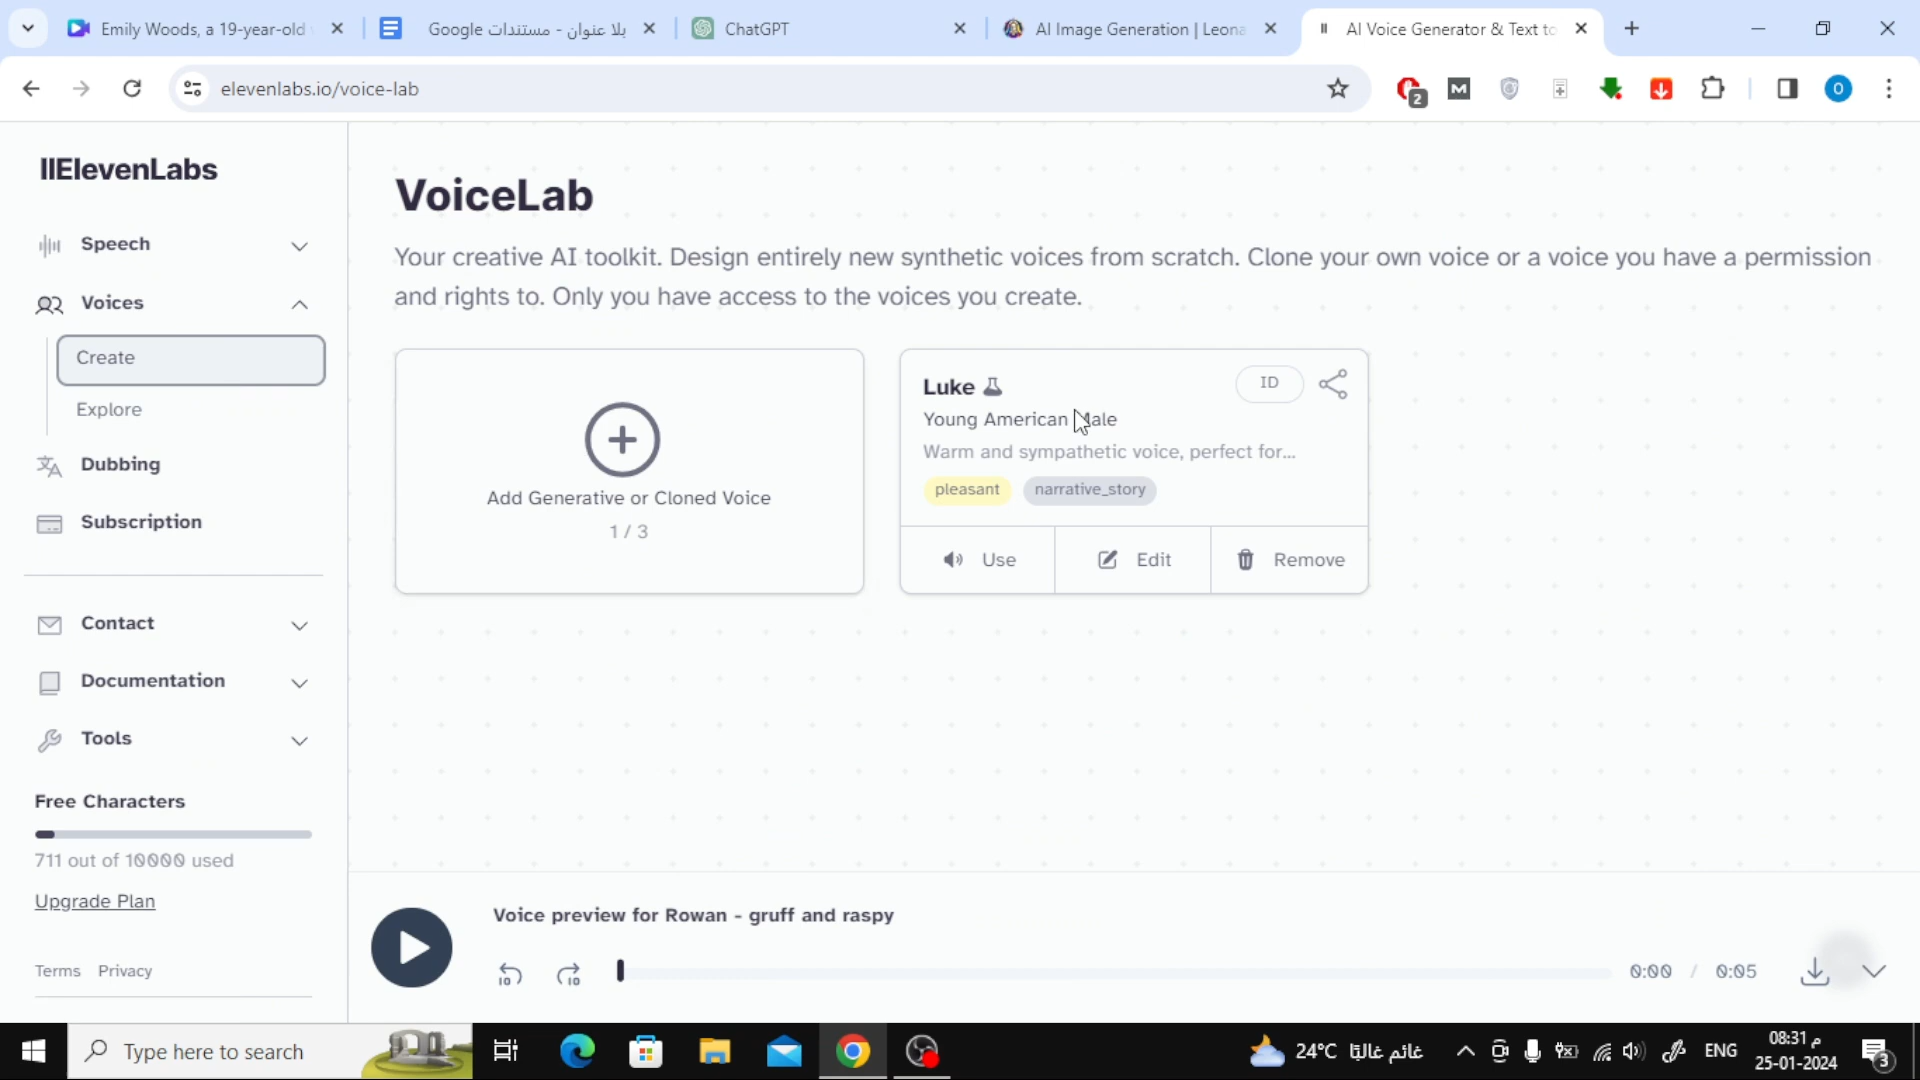 Emily Woods, a 19-year-old
بلا عنوان - مستندات Google
ChatGPT
AI Image Generation | Leona
AI Voice Generator & Text to
elevenlabs.io/voice-lab
2
M
O
IIElevenLabs
Speech
Voices
Create
Explore
Dubbing
Subscription
Contact
Documentation
Tools
Free Characters
711 out of 10000 used
Upgrade Plan
Terms Privacy
VoiceLab
Your creative AI toolkit. Design entirely new synthetic voices from scratch. Clone your own voice or a voice you have a permission
and rights to. Only you have access to the voices you create.
Add Generative or Cloned Voice
1 / 3
Luke
ID
Young American Male
Warm and sympathetic voice, perfect for...
pleasant narrative_story
Use Edit Remove
Voice preview for Rowan - gruff and raspy
10 10 0:00 / 0:05
Type here to search
24°C غائم غالبًا
ENG
08:31 م
25-01-2024
3